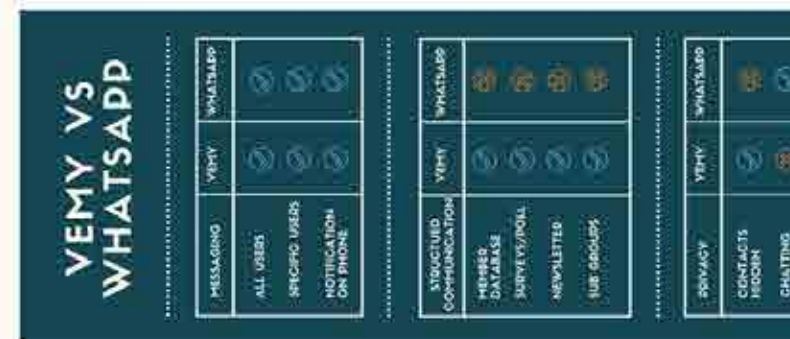 VEMY VS
WHATSAPP
MESSAGING VEMY WHATSAPP
ALL USERS
SPECIFIC USERS
NOTIFICATION
ON PHONE
STRUCTUED
COMMUNICATION VEMY WHATSAPP
MEMBER
DATABASE
SURVEYS/POLL
NEWSLETTER
SUB GROUPS
PRIVACY VEMY WHATSAPP
CONTACTS
HIDDEN
CHATTING